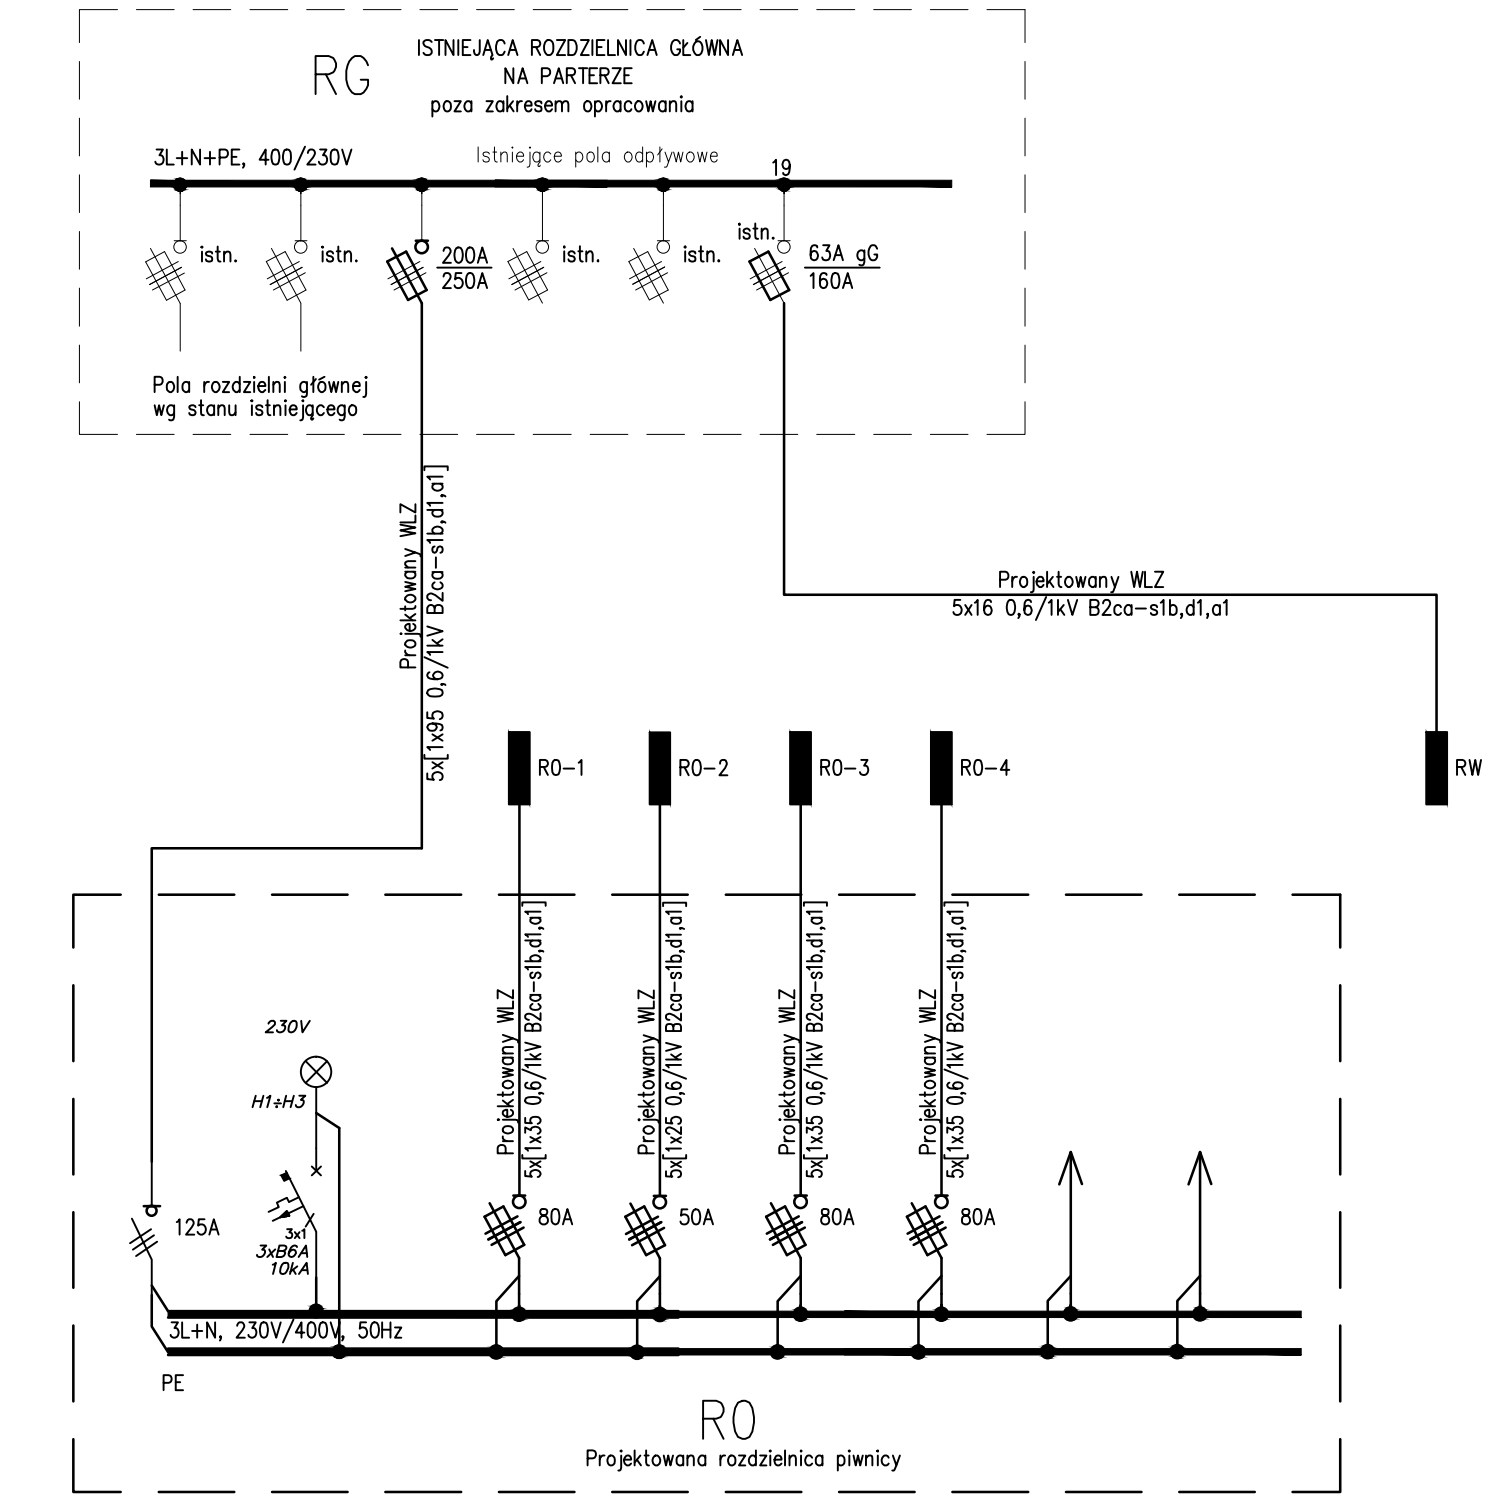 RG
ISTNIEJĄCA ROZDZIELNICA GŁÓWNA
NA PARTERZE
poza zakresem opracowania
3L+N+PE, 400/230V
Istniejące pola odpływowe
19
istn.
istn.
200A
250A
istn.
istn.
istn.
63A gG
160A
Pola rozdzielni głównej
wg stanu istniejącego
Projektowany WLZ
5x[1x95 0,6/1kV B2ca-s1b,d1,a1]
Projektowany WLZ
5x16 0,6/1kV B2ca-s1b,d1,a1
R0-1
R0-2
R0-3
R0-4
RW
Projektowany WLZ
5x[1x35 0,6/1kV B2ca-s1b,d1,a1]
Projektowany WLZ
5x[1x25 0,6/1kV B2ca-s1b,d1,a1]
Projektowany WLZ
5x[1x35 0,6/1kV B2ca-s1b,d1,a1]
Projektowany WLZ
5x[1x35 0,6/1kV B2ca-s1b,d1,a1]
230V
H1÷H3
125A
3x1
3xB6A
10kA
80A
50A
80A
80A
3L+N, 230V/400V, 50Hz
PE
R0
Projektowana rozdzielnica piwnicy